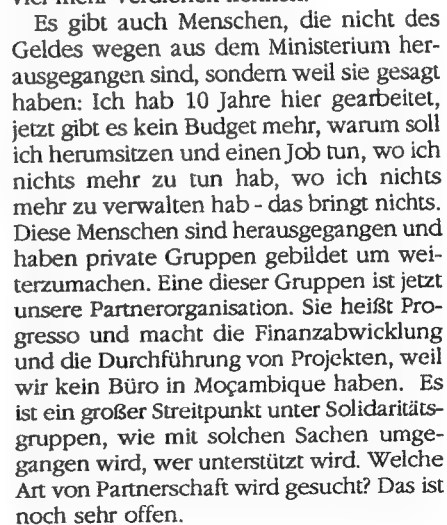 viel mehr verdienen können.
Es gibt auch Menschen, die nicht des
Geldes wegen aus dem Ministerium her-
ausgegangen sind, sondern weil sie gesagt
haben: Ich hab 10 Jahre hier gearbeitet,
jetzt gibt es kein Budget mehr, warum soll
ich herumsitzen und einen Job tun, wo ich
nichts mehr zu tun hab, wo ich nichts
mehr zu verwalten hab - das bringt nichts.
Diese Menschen sind herausgegangen und
haben private Gruppen gebildet um wei-
terzumachen. Eine dieser Gruppen ist jetzt
unsere Partnerorganisation. Sie heißt Pro-
gresso und macht die Finanzabwicklung
und die Durchführung von Projekten, weil
wir kein Büro in Moçambique haben. Es
ist ein großer Streitpunkt unter Solidaritäts-
gruppen, wie mit solchen Sachen umge-
gangen wird, wer unterstützt wird. Welche
Art von Partnerschaft wird gesucht? Das ist
noch sehr offen.